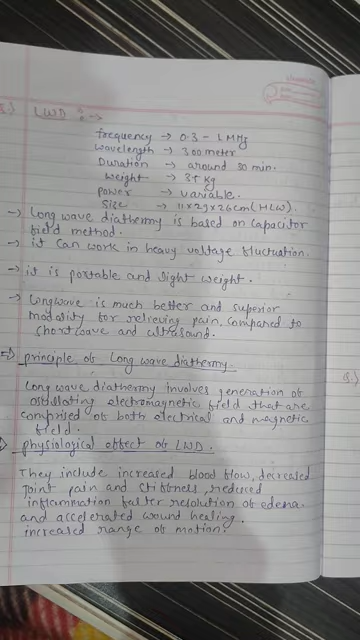 LWD :- →
frequency → 0.3 - 1 MHz
wavelength → 300 meter
Duration → around 30 min.
weight → 3+ kg
power → variable.
Size → 11x29x26cm (HLW).
→ Long wave diathermy is based on capacitor
field method.
→ it can work in heavy voltage fluctuation.
→ it is portable and light weight.
→ Longwave is much better and superior
modality for relieving pain, compared to
shortwave and ultrasound.
principle of Long wave diathermy.
Long wave diathermy involves generation of
ossilating electromagnetic field that are
comprised of both electrical and magnetic
field.
physiological effect of LWD.
They include increased blood flow, decreased
Joint pain and stiffness, reduced
inflammation faster resolution of edema.
and accelerated wound healing.
increased range of motion.